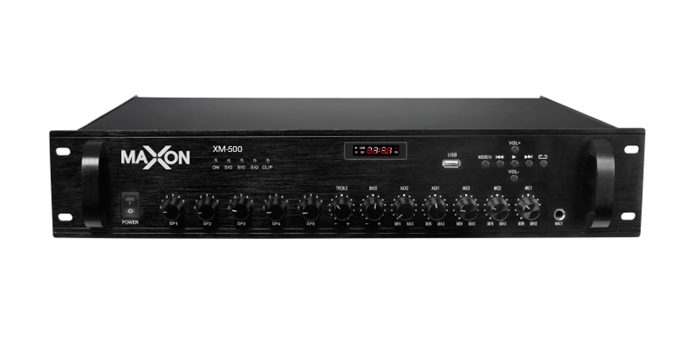 MAXON
XM-500
ON SIG SIG SIG CLIP
USB
VOL+
MODE/
VOL-
TREBLE BASS AUX2 AUX1 MIC3 MIC2 MIC1
POWER
SP1 SP2 SP3 SP4 SP5
- + - + MIN MAX MIN MAX MIN MAX MIN MAX MIN MAX
MIC1